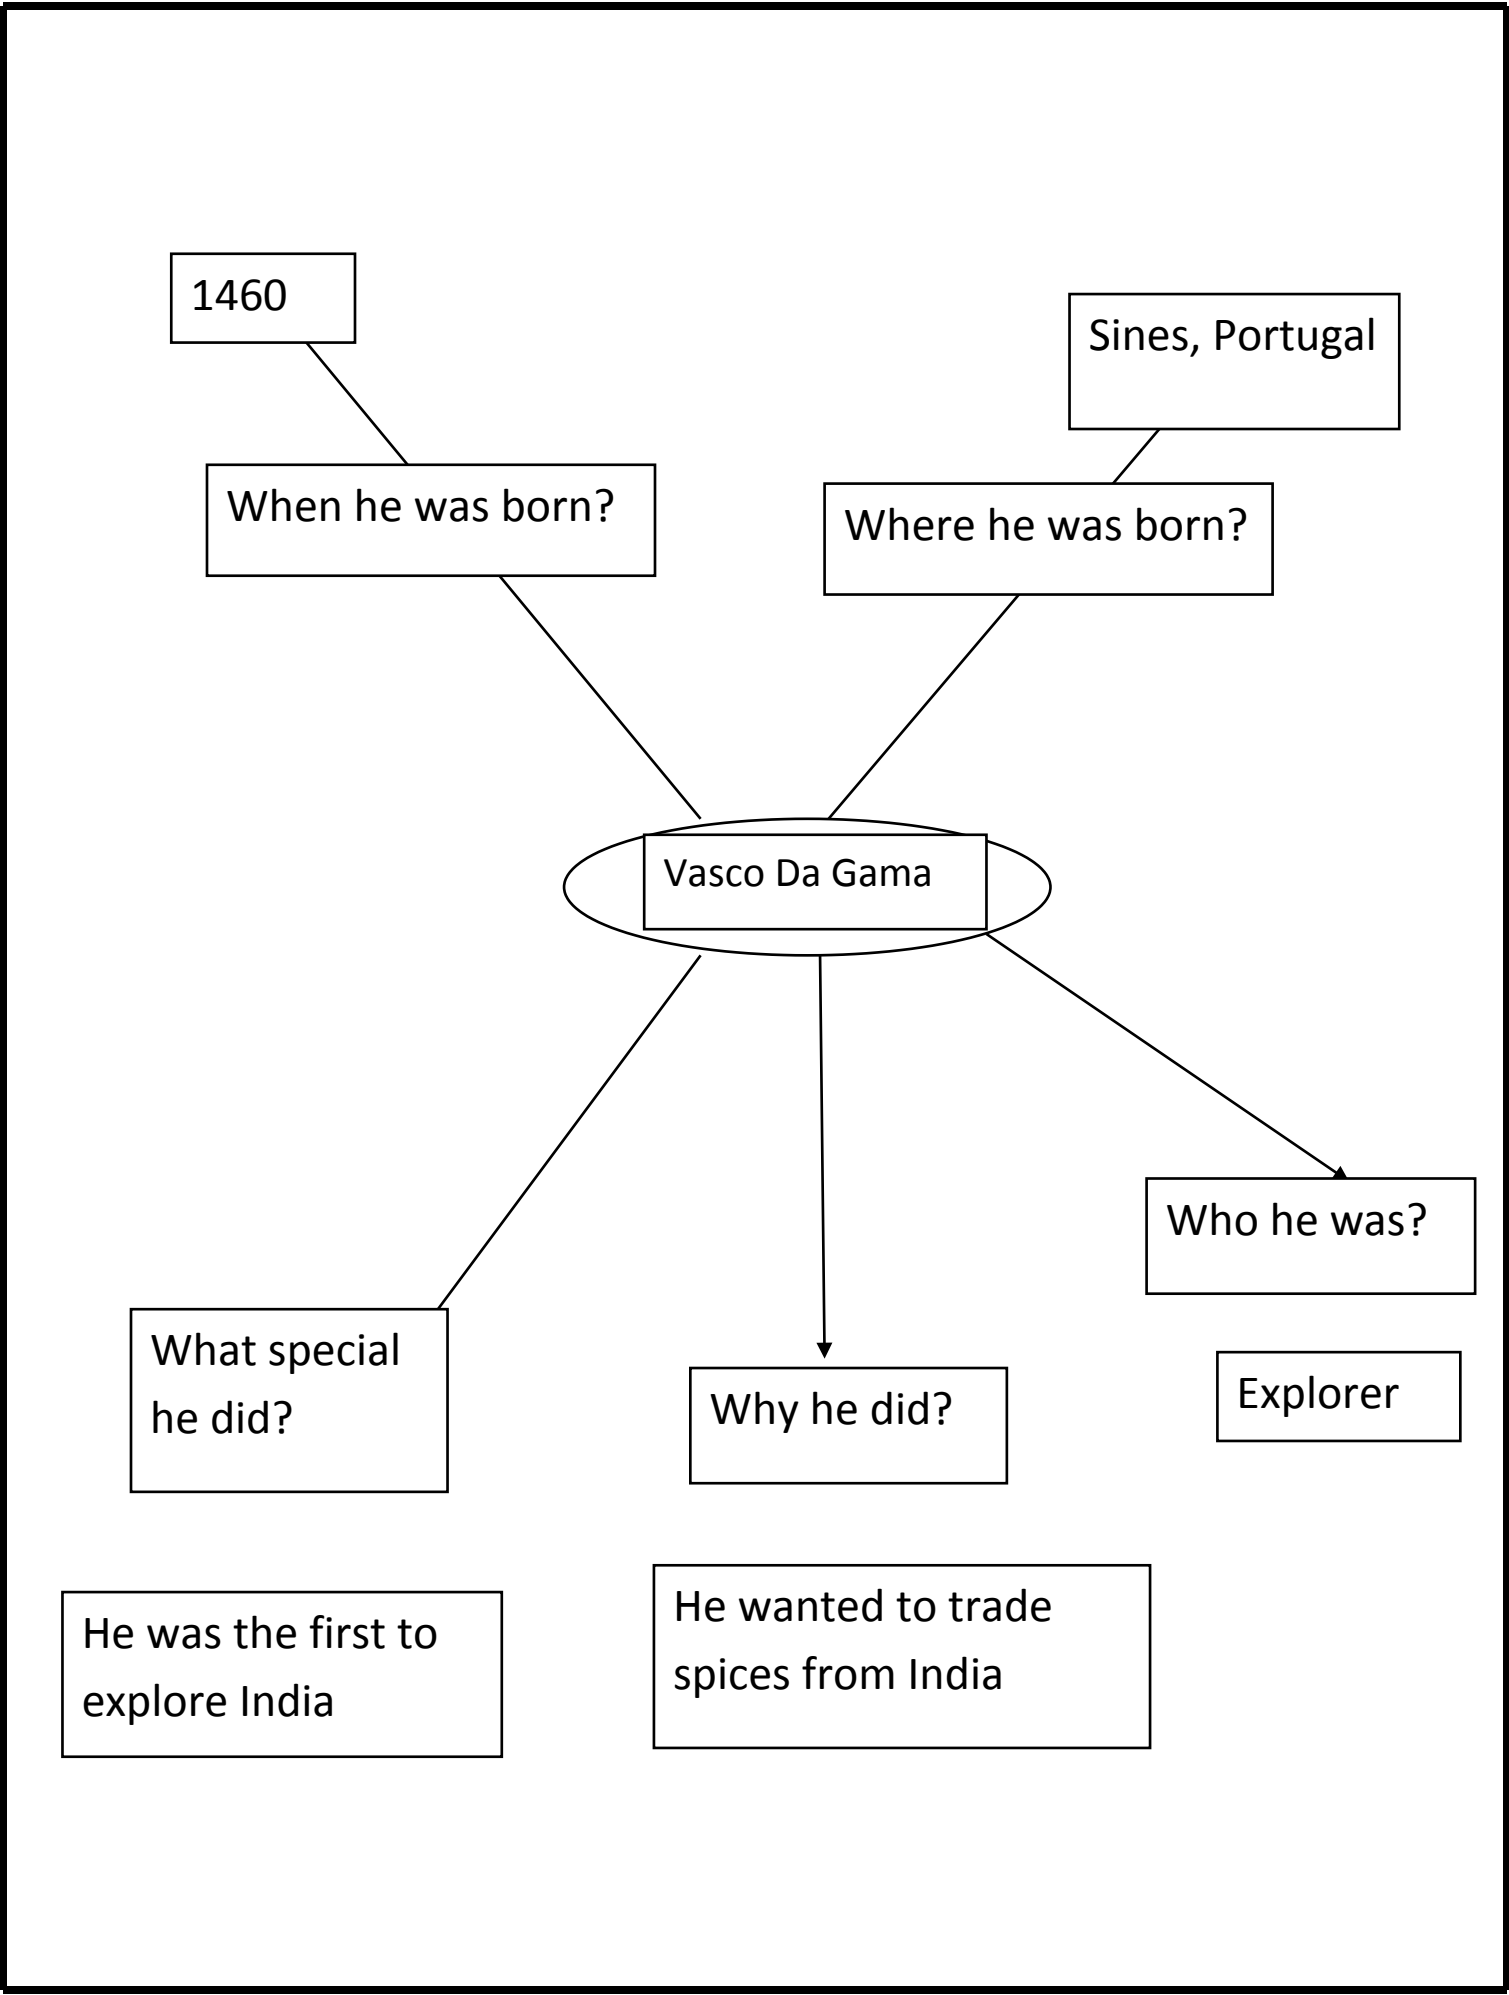 1460
Sines, Portugal
When he was born?
Where he was born?
Vasco Da Gama
Who he was?
What special
he did?
Why he did?
Explorer
He was the first to
explore India
He wanted to trade
spices from India